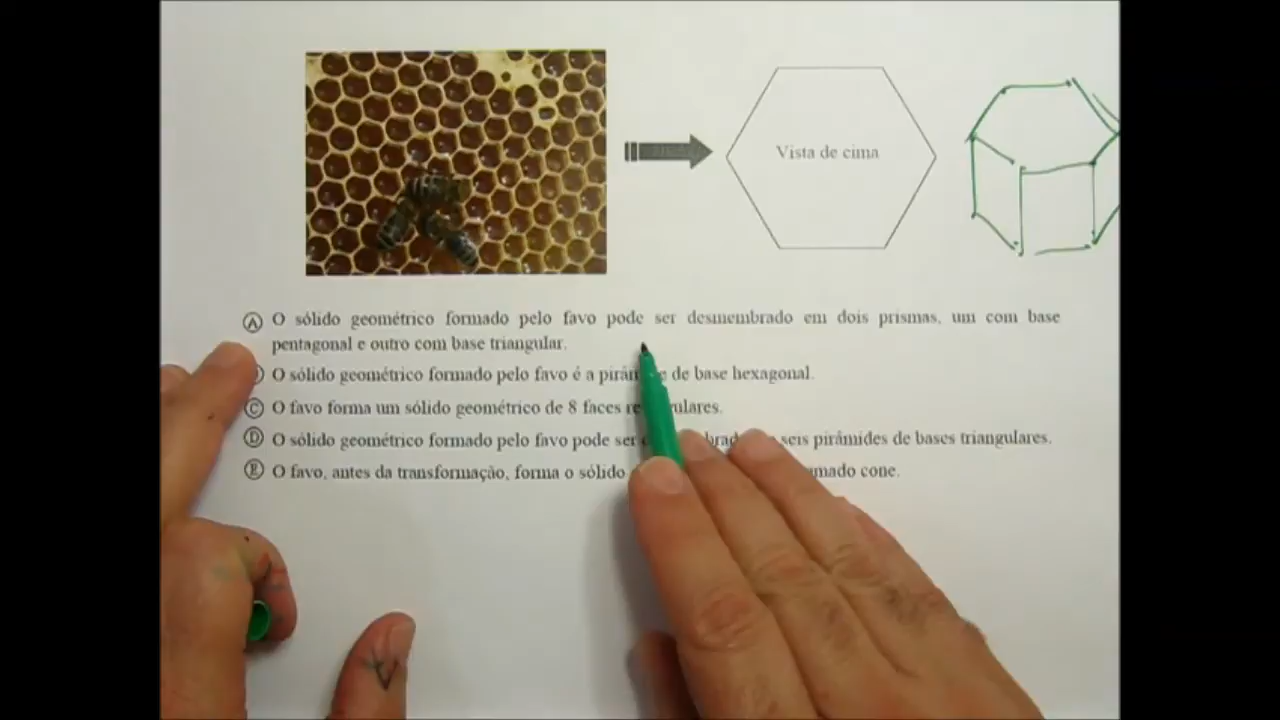 Vista de cima
A O sólido geométrico formado pelo favo pode ser desmembrado em dois prismas, um com base
pentagonal e outro com base triangular.
O sólido geométrico formado pelo favo é a de base hexagonal.
C O favo forma um sólido geométrico de 8 faces
D O sólido geométrico formado pelo favo pode ser seis pirâmides de bases triangulares.
E O favo, antes da transformação, forma o sólido cone.